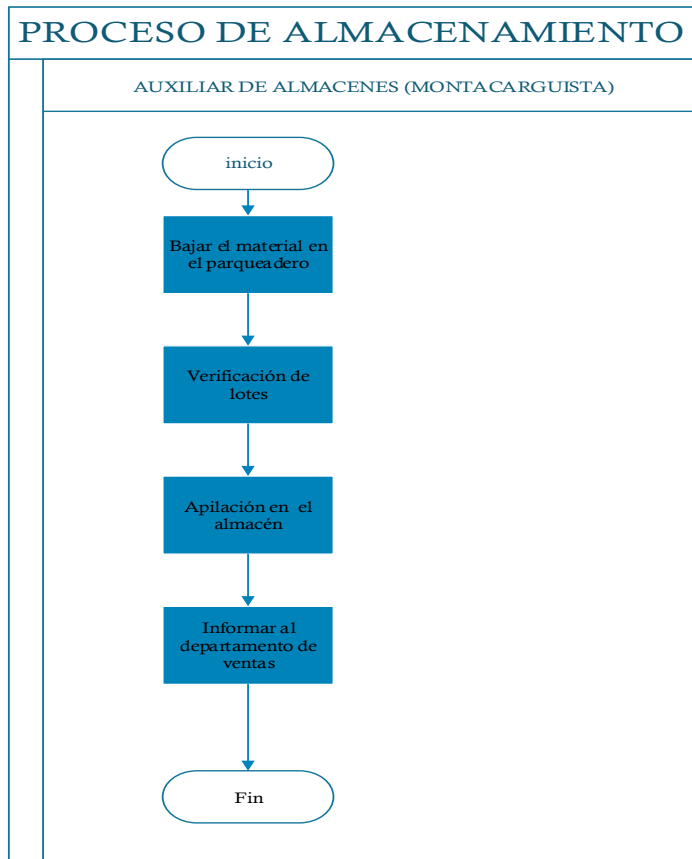 PROCESO DE ALMACENAMIENTO
AUXILIAR DE ALMACENES (MONTACARGUISTA)
inicio
Bajar el material en
el parqueadero
Verificación de
lotes
Apilación en el
almacén
Informar al
departamento de
ventas
Fin